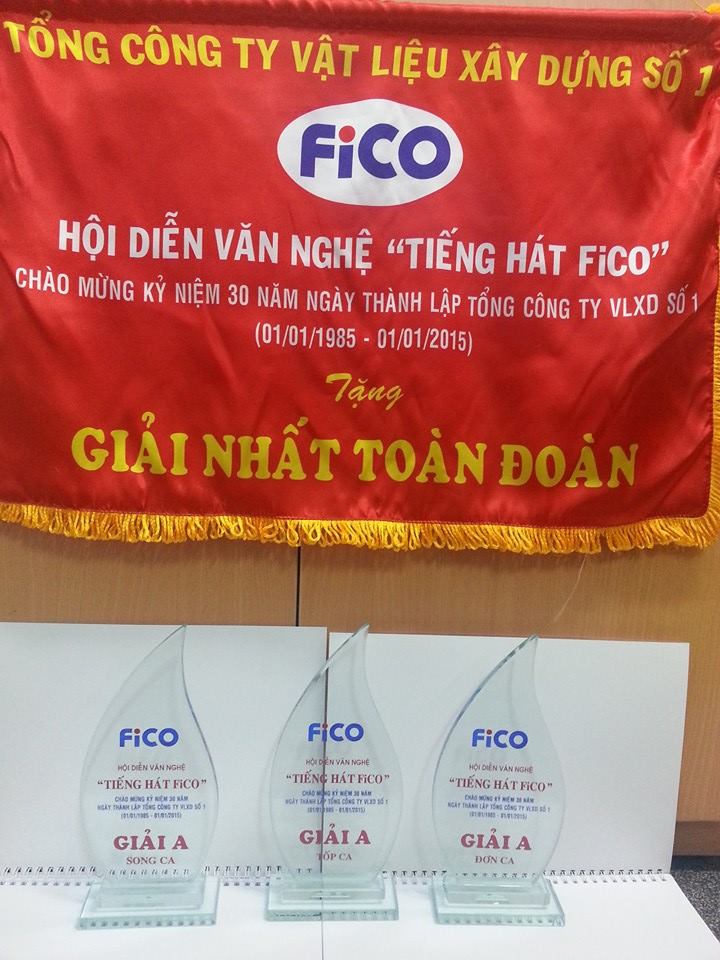 TỔNG CÔNG TY VẬT LIỆU XÂY DỰNG SỐ 1
FiCO
HỘI DIỄN VĂN NGHỆ "TIẾNG HÁT FiCO"
CHÀO MỪNG KỶ NIỆM 30 NĂM NGÀY THÀNH LẬP TỔNG CÔNG TY VLXD SỐ 1
(01/01/1985 - 01/01/2015)
Tặng
GIẢI NHẤT TOÀN ĐOÀN
FiCO
HỘI DIỄN VĂN NGHỆ
"TIẾNG HÁT FiCO"
CHÀO MỪNG KỶ NIỆM 30 NĂM
NGÀY THÀNH LẬP TỔNG CÔNG TY VLXD SỐ 1
(01/01/1985 - 01/01/2015)
GIẢI A
SONG CA
FiCO
HỘI DIỄN VĂN NGHỆ
"TIẾNG HÁT FiCO"
CHÀO MỪNG KỶ NIỆM 30 NĂM
NGÀY THÀNH LẬP TỔNG CÔNG TY VLXD SỐ 1
(01/01/1985 - 01/01/2015)
GIẢI A
TỐP CA
FiCO
HỘI DIỄN VĂN NGHỆ
"TIẾNG HÁT FiCO"
CHÀO MỪNG KỶ NIỆM 30 NĂM
NGÀY THÀNH LẬP TỔNG CÔNG TY VLXD SỐ 1
(01/01/1985 - 01/01/2015)
GIẢI A
ĐƠN CA